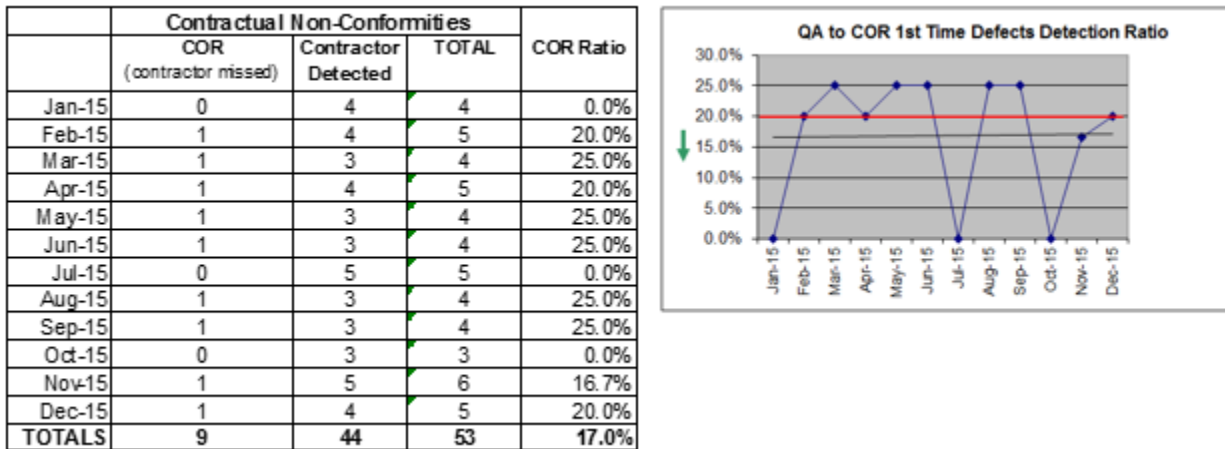 Contractual Non-Conformities
COR Contractor TOTAL COR Ratio
(contractor missed) Detected
Jan-15 0 4 4 0.0%
Feb-15 1 4 5 20.0%
Mar-15 1 3 4 25.0%
Apr-15 1 4 5 20.0%
May-15 1 3 4 25.0%
Jun-15 1 3 4 25.0%
Jul-15 0 5 5 0.0%
Aug-15 1 3 4 25.0%
Sep-15 1 3 4 25.0%
Oct-15 0 3 3 0.0%
Nov-15 1 5 6 16.7%
Dec-15 1 4 5 20.0%
TOTALS 9 44 53 17.0%
QA to COR 1st Time Defects Detection Ratio
30.0%
25.0%
20.0%
15.0%
10.0%
5.0%
0.0%
Jan-15 Feb-15 Mar-15 Apr-15 May-15 Jun-15 Jul-15 Aug-15 Sep-15 Oct-15 Nov-15 Dec-15